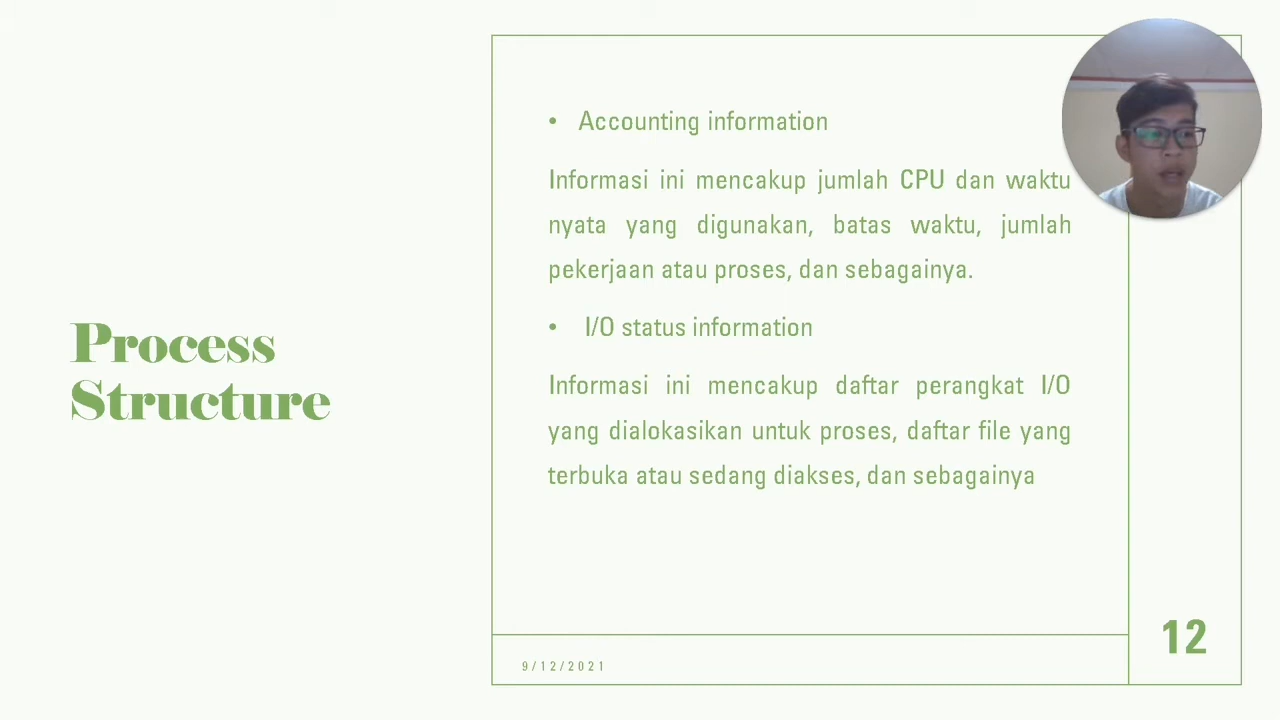 Process
Structure
• Accounting information
Informasi ini mencakup jumlah CPU dan waktu
nyata yang digunakan, batas waktu, jumlah
pekerjaan atau proses, dan sebagainya.
• I/O status information
Informasi ini mencakup daftar perangkat I/O
yang dialokasikan untuk proses, daftar file yang
terbuka atau sedang diakses, dan sebagainya
9/12/2021
12